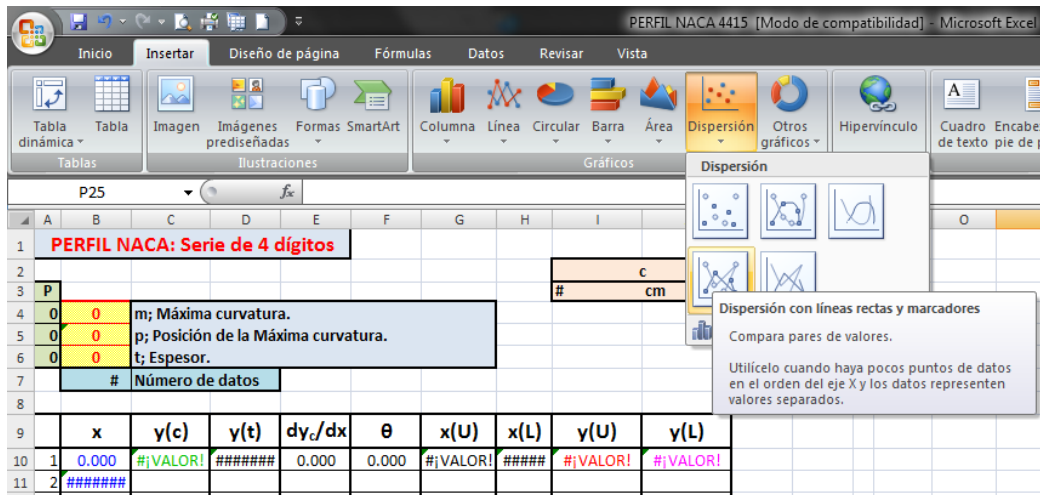 PERFIL NACA 4415 [Modo de compatibilidad] - Microsoft Excel
Inicio Insertar Diseño de página Fórmulas Datos Revisar Vista
Tabla dinámica Tabla Imagen Imágenes prediseñadas Formas SmartArt Columna Línea Circular Barra Área Dispersión Otros gráficos Hipervínculo Cuadro de texto
Tablas Ilustraciones Gráficos
Dispersión
P25 fx
A B C D E F G H I O
1 PERFIL NACA: Serie de 4 dígitos
2 c
3 P # cm
4 0 0 m; Máxima curvatura.
5 0 0 p; Posición de la Máxima curvatura.
6 0 0 t; Espesor.
7 # Número de datos
8
9 x y(c) y(t) dyc/dx θ x(U) x(L) y(U) y(L)
10 1 0.000 #¡VALOR! ####### 0.000 0.000 #¡VALOR! ##### #¡VALOR! #¡VALOR!
11 2 #######
Dispersión con líneas rectas y marcadores
Compara pares de valores.
Utilícelo cuando haya pocos puntos de datos
en el orden del eje X y los datos representen
valores separados.